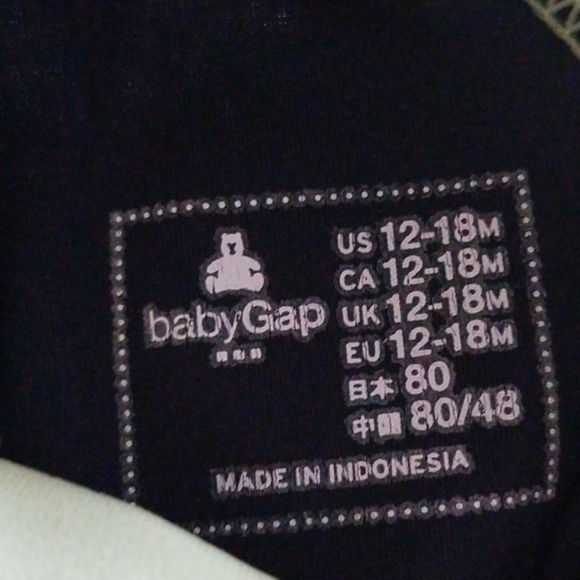 babyGap
US 12-18M
CA 12-18M
UK 12-18M
EU 12-18M
日本 80
中国 80/48
MADE IN INDONESIA